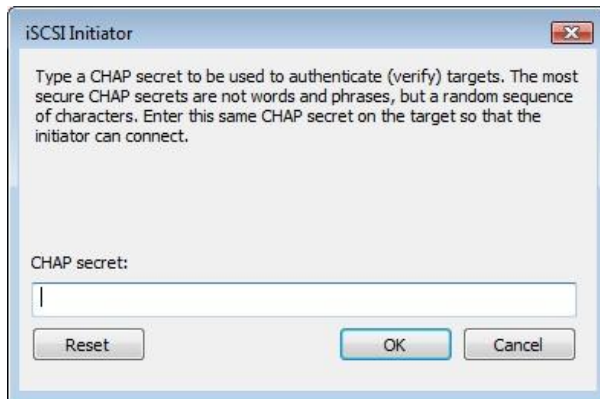 iSCSI Initiator
Type a CHAP secret to be used to authenticate (verify) targets. The most
secure CHAP secrets are not words and phrases, but a random sequence
of characters. Enter this same CHAP secret on the target so that the
initiator can connect.
CHAP secret:
Reset OK Cancel